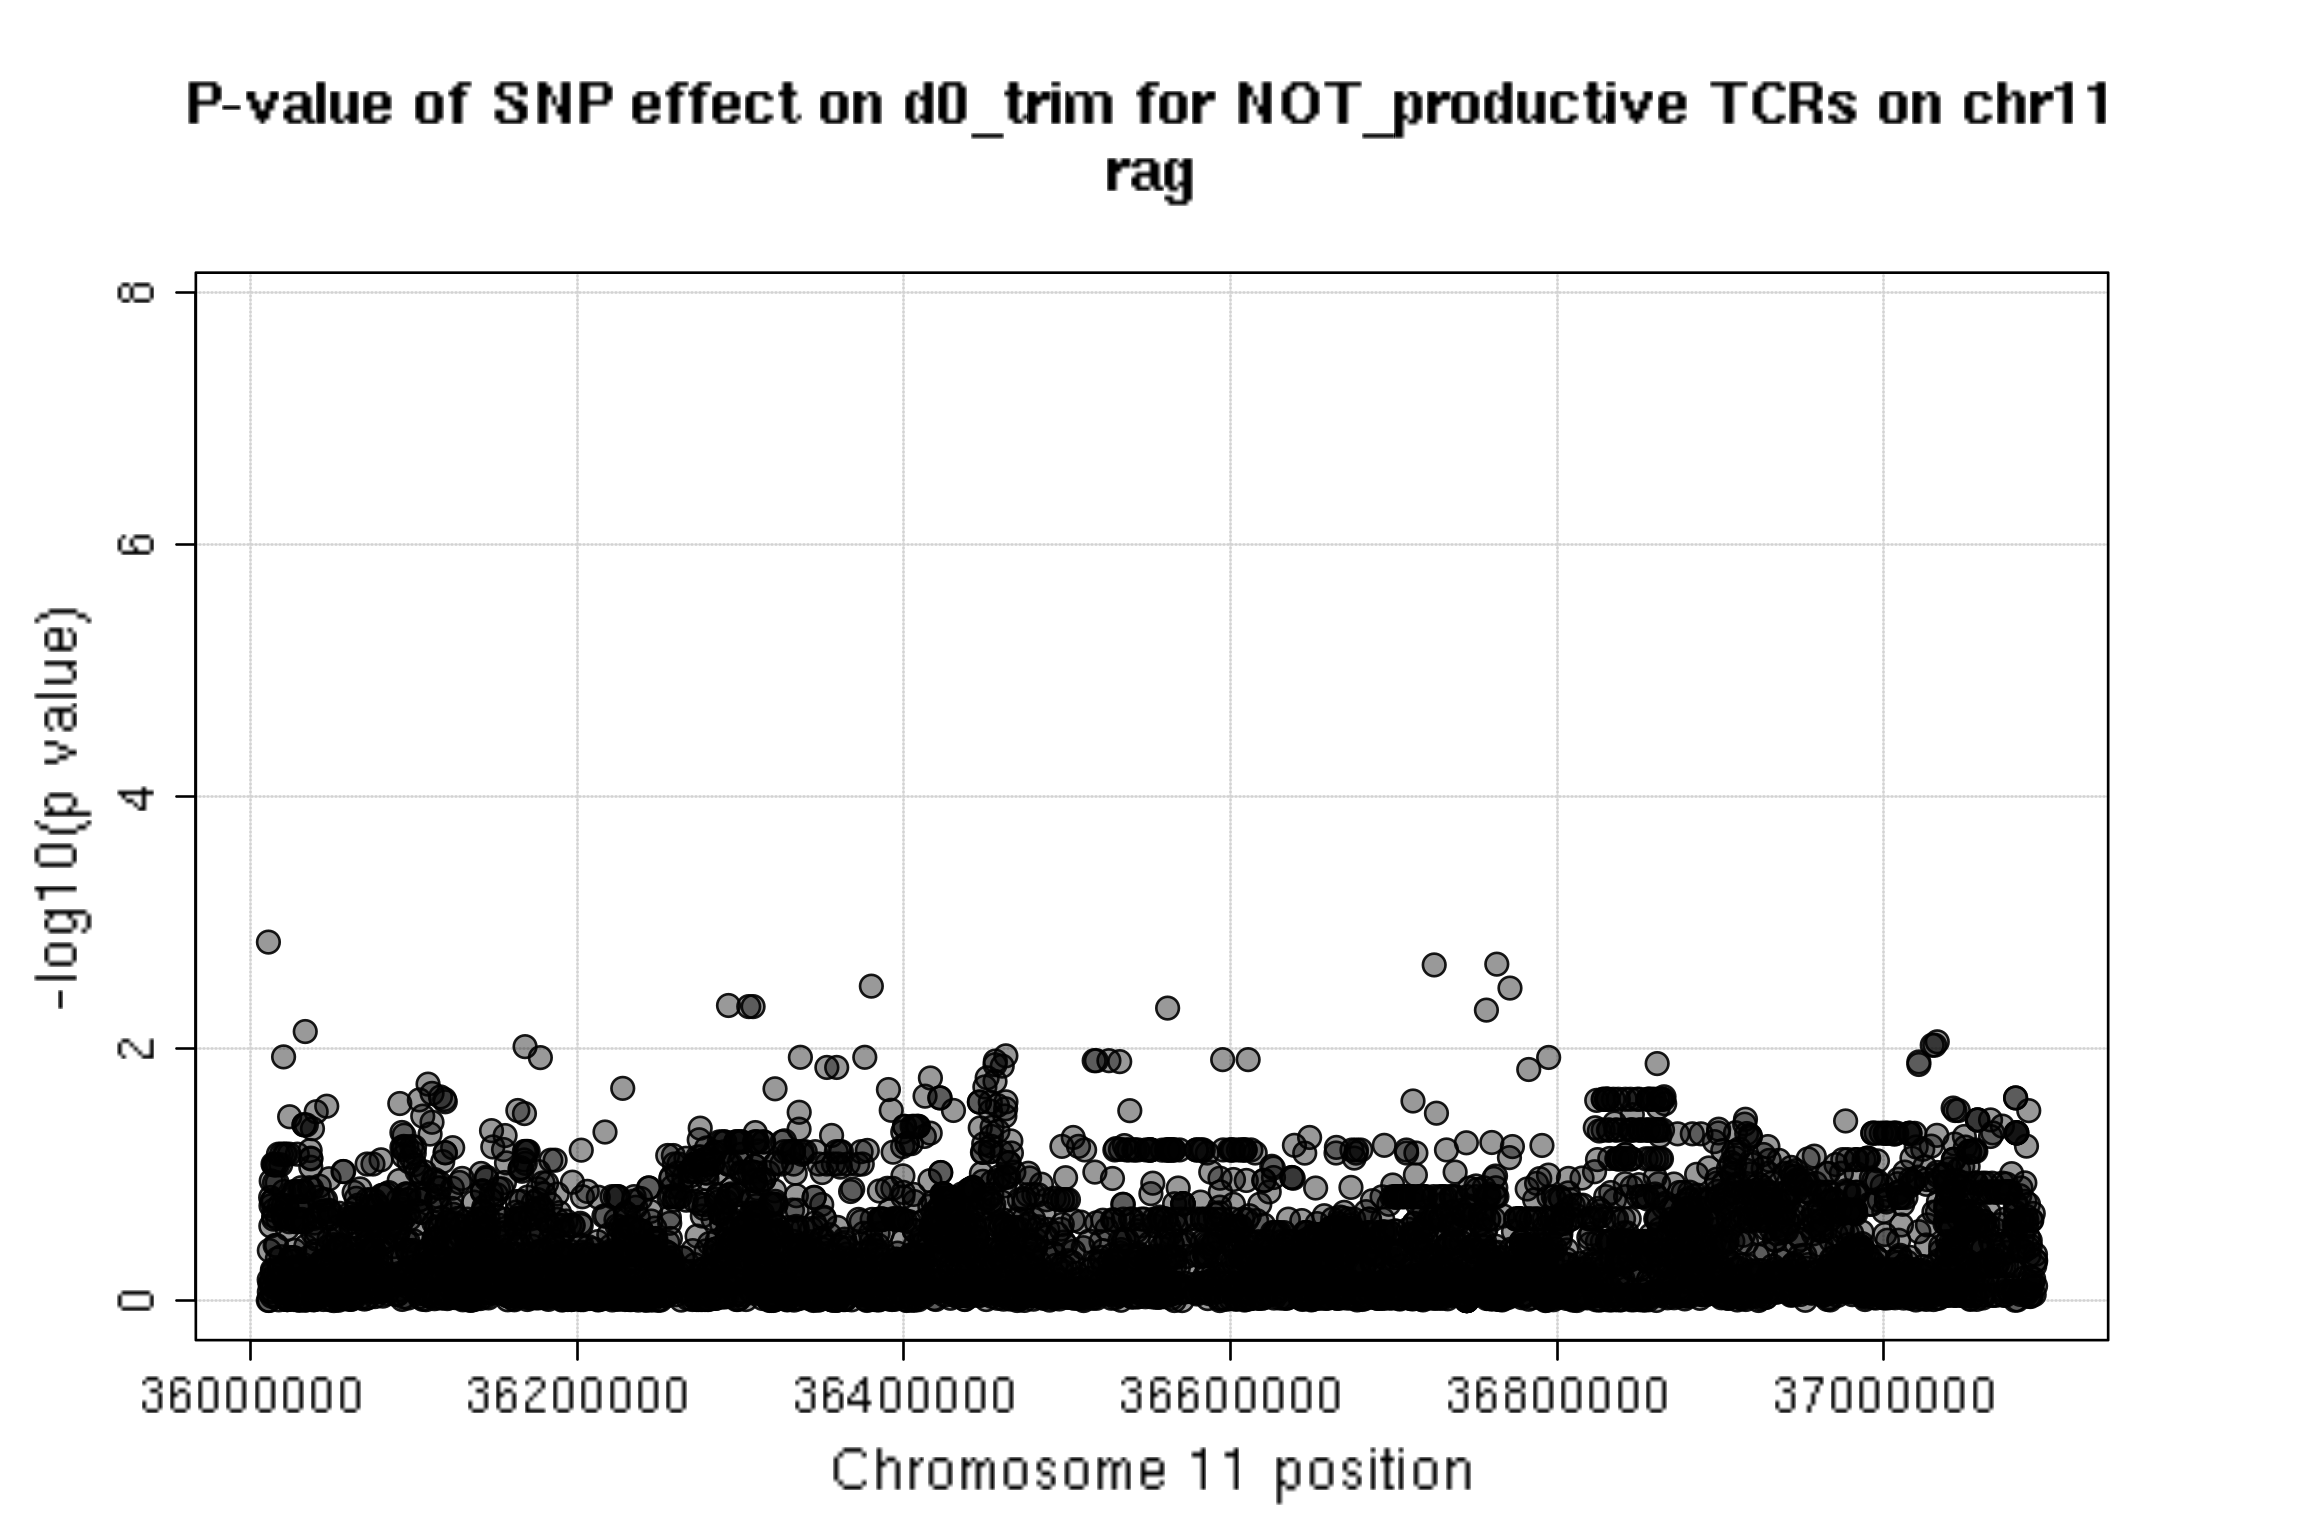 P-value of SNP effect on d0_trim for NOT_productive TCRs on chr11
rag
8
6
4
2
0
-log10(p value)
36000000 36200000 36400000 36600000 36800000 37000000
Chromosome 11 position